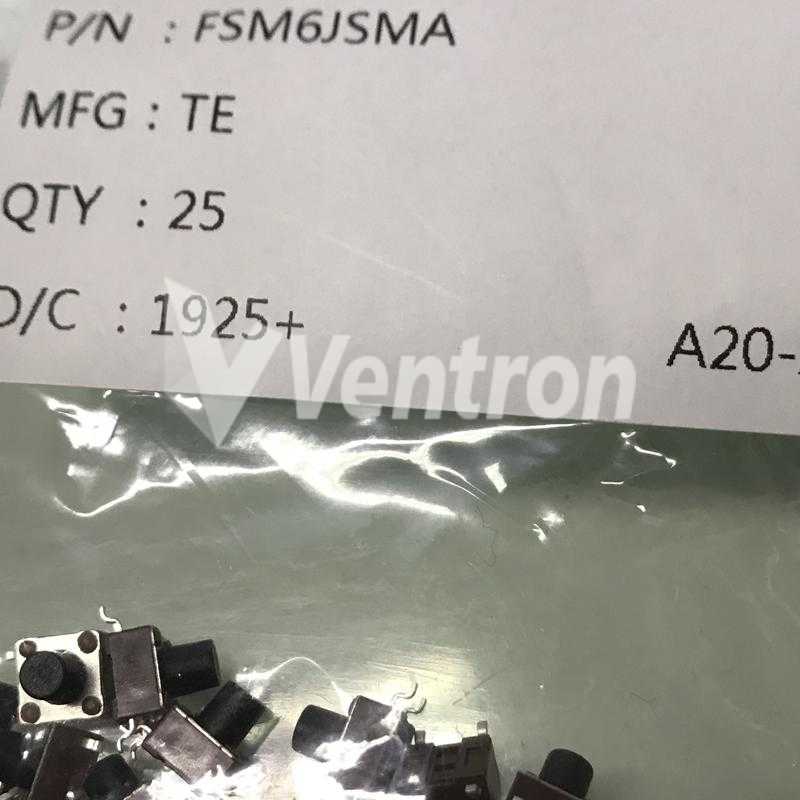 P/N : FSM6JSMA
MFG : TE
QTY : 25
D/C : 1925+
A20-
Ventron